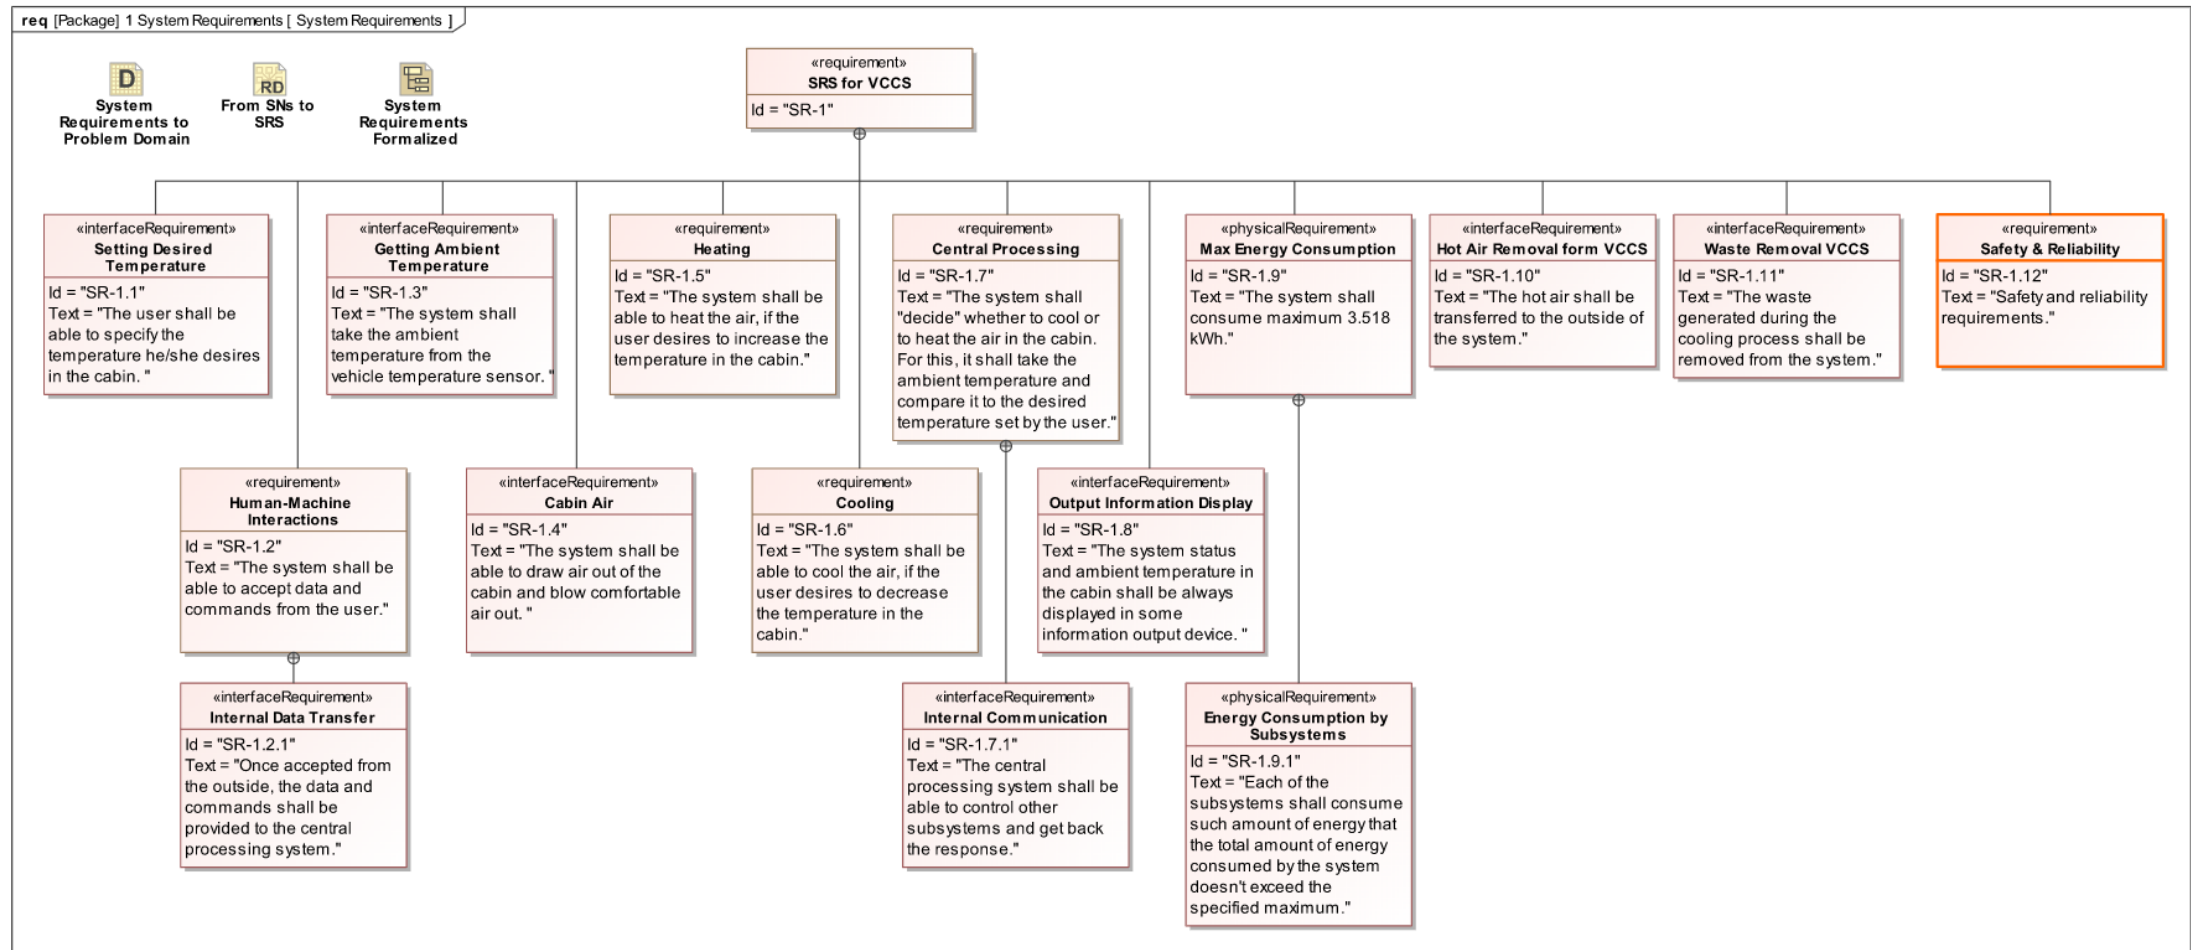 req [Package] 1 System Requirements [ System Requirements ]
D
System
Requirements to
Problem Domain
RD
From SNs to
SRS
System
Requirements
Formalized
«requirement»
SRS for VCCS
Id = "SR-1"
«interfaceRequirement»
Setting Desired
Temperature
Id = "SR-1.1"
Text = "The user shall be
able to specify the
temperature he/she desires
in the cabin. "
«interfaceRequirement»
Getting Ambient
Temperature
Id = "SR-1.3"
Text = "The system shall
take the ambient
temperature from the
vehicle temperature sensor. "
«requirement»
Heating
Id = "SR-1.5"
Text = "The system shall be
able to heat the air, if the
user desires to increase the
temperature in the cabin."
«requirement»
Central Processing
Id = "SR-1.7"
Text = "The system shall
"decide" whether to cool or
to heat the air in the cabin.
For this, it shall take the
ambient temperature and
compare it to the desired
temperature set by the user."
«physicalRequirement»
Max Energy Consumption
Id = "SR-1.9"
Text = "The system shall
consume maximum 3.518
kWh."
«interfaceRequirement»
Hot Air Removal form VCCS
Id = "SR-1.10"
Text = "The hot air shall be
transferred to the outside of
the system."
«interfaceRequirement»
Waste Removal VCCS
Id = "SR-1.11"
Text = "The waste
generated during the
cooling process shall be
removed from the system."
«requirement»
Safety & Reliability
Id = "SR-1.12"
Text = "Safety and reliability
requirements."
«requirement»
Human-Machine
Interactions
Id = "SR-1.2"
Text = "The system shall be
able to accept data and
commands from the user."
«interfaceRequirement»
Cabin Air
Id = "SR-1.4"
Text = "The system shall be
able to draw air out of the
cabin and blow comfortable
air out. "
«requirement»
Cooling
Id = "SR-1.6"
Text = "The system shall be
able to cool the air, if the
user desires to decrease
the temperature in the
cabin."
«interfaceRequirement»
Output Information Display
Id = "SR-1.8"
Text = "The system status
and ambient temperature in
the cabin shall be always
displayed in some
information output device. "
«interfaceRequirement»
Internal Data Transfer
Id = "SR-1.2.1"
Text = "Once accepted from
the outside, the data and
commands shall be
provided to the central
processing system."
«interfaceRequirement»
Internal Communication
Id = "SR-1.7.1"
Text = "The central
processing system shall be
able to control other
subsystems and get back
the response."
«physicalRequirement»
Energy Consumption by
Subsystems
Id = "SR-1.9.1"
Text = "Each of the
subsystems shall consume
such amount of energy that
the total amount of energy
consumed by the system
doesn't exceed the
specified maximum."